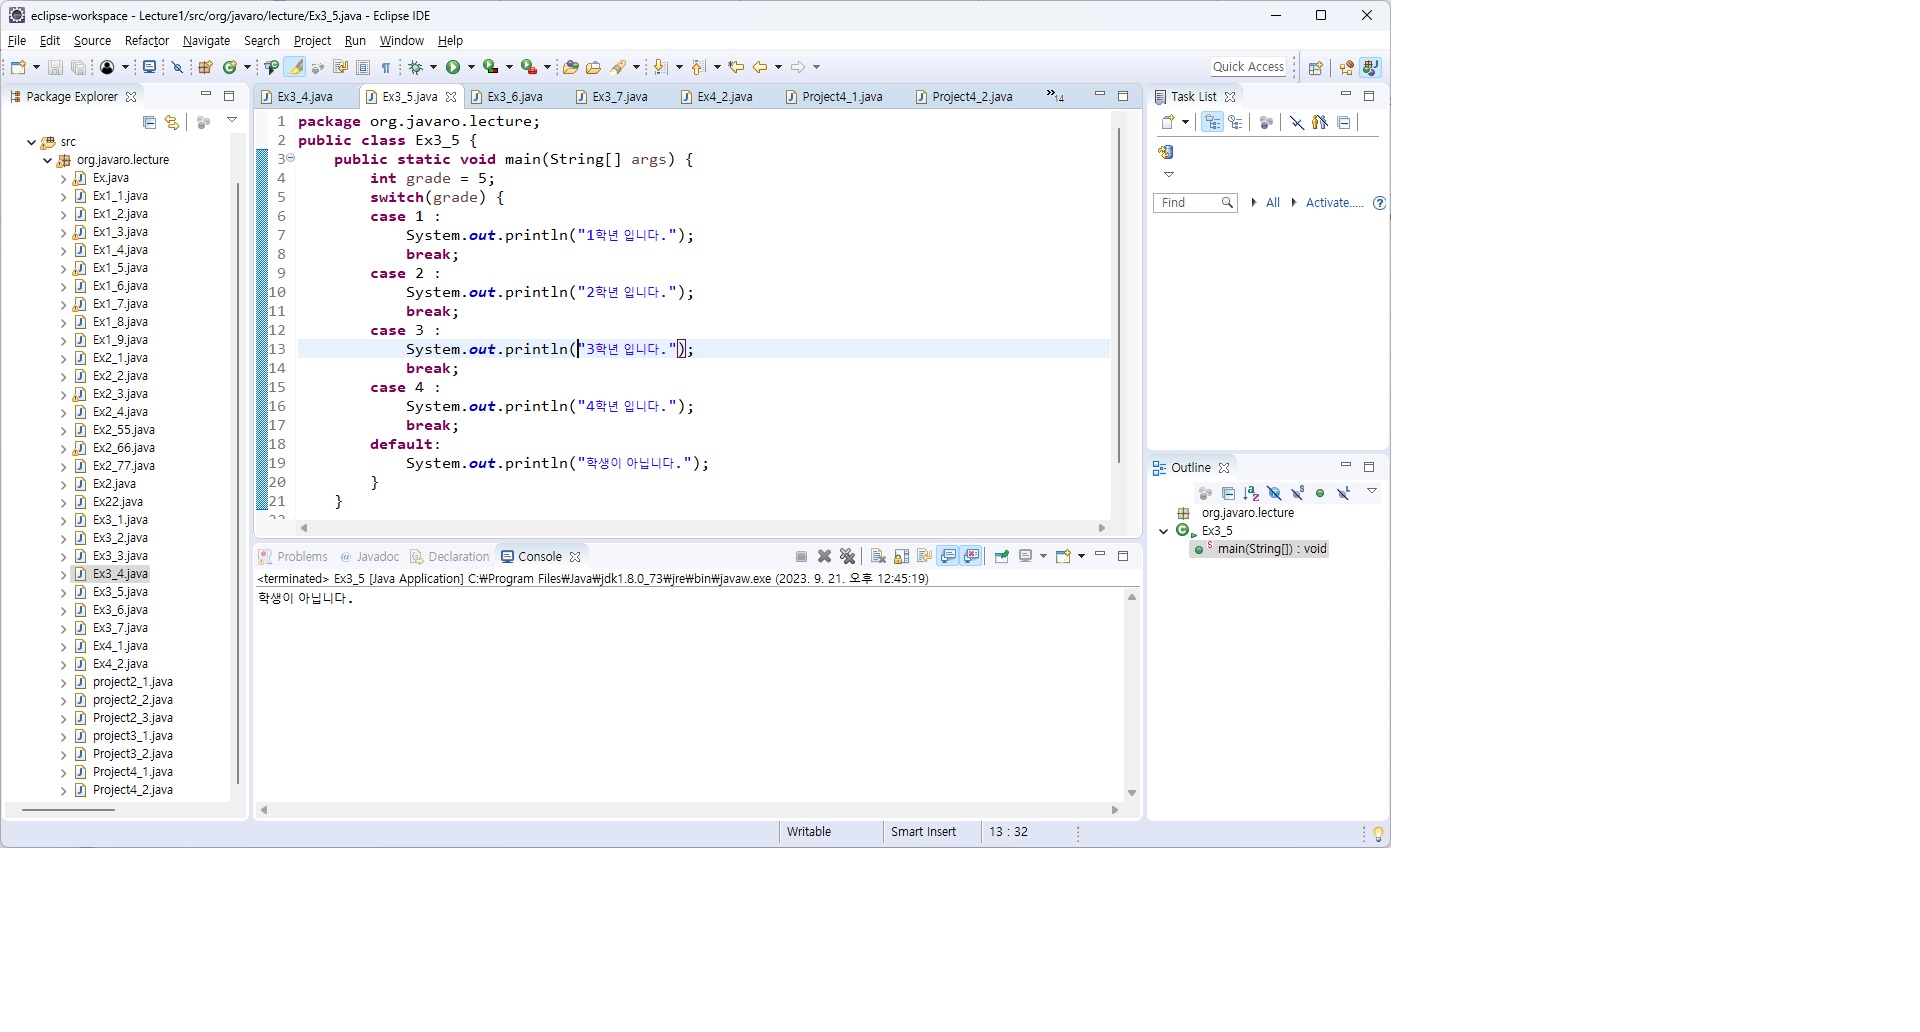 eclipse-workspace - Lecture1/src/org/javaro/lecture/Ex3_5.java - Eclipse IDE
File Edit Source Refactor Navigate Search Project Run Window Help
Quick Access
Package Explorer
src
org.javaro.lecture
Ex.java
Ex1_1.java
Ex1_2.java
Ex1_3.java
Ex1_4.java
Ex1_5.java
Ex1_6.java
Ex1_7.java
Ex1_8.java
Ex1_9.java
Ex2_1.java
Ex2_2.java
Ex2_3.java
Ex2_4.java
Ex2_55.java
Ex2_66.java
Ex2_77.java
Ex2.java
Ex22.java
Ex3_1.java
Ex3_2.java
Ex3_3.java
Ex3_4.java
Ex3_5.java
Ex3_6.java
Ex3_7.java
Ex4_1.java
Ex4_2.java
project2_1.java
project2_2.java
Project2_3.java
project3_1.java
Project3_2.java
Project4_1.java
Project4_2.java
Ex3_4.java Ex3_5.java Ex3_6.java Ex3_7.java Ex4_2.java Project4_1.java Project4_2.java »14
1 package org.javaro.lecture;
2 public class Ex3_5 {
3 public static void main(String[] args) {
4 int grade = 5;
5 switch(grade) {
6 case 1 :
7 System.out.println("1학년 입니다.");
8 break;
9 case 2 :
10 System.out.println("2학년 입니다.");
11 break;
12 case 3 :
13 System.out.println("3학년 입니다.");
14 break;
15 case 4 :
16 System.out.println("4학년 입니다.");
17 break;
18 default:
19 System.out.println("학생이 아닙니다.");
20 }
21 }
Problems @ Javadoc Declaration Console
<terminated> Ex3_5 [Java Application] C:₩Program Files₩Java₩jdk1.8.0_73₩jre₩bin₩javaw.exe (2023. 9. 21. 오후 12:45:19)
학생이 아닙니다.
Task List
Find All Activate.....
Outline
org.javaro.lecture
Ex3_5
main(String[]) : void
Writable Smart Insert 13 : 32